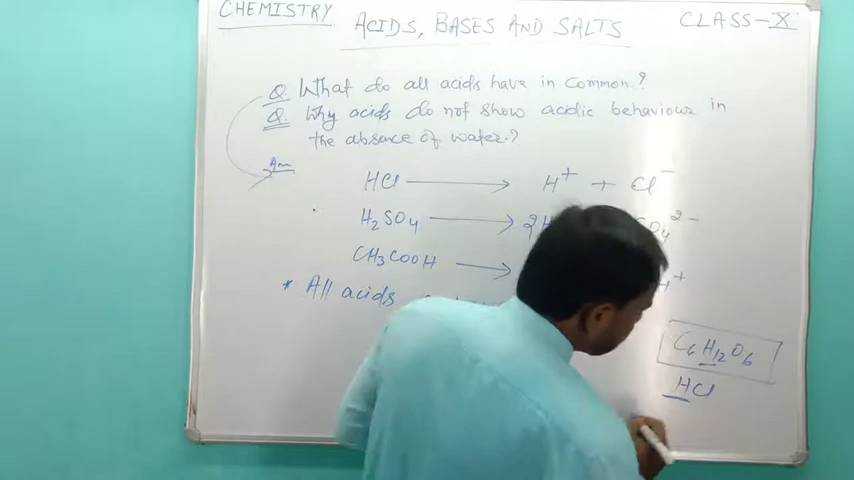 CHEMISTRY ACIDS, BASES AND SALTS CLASS-X
Q. What do all acids have in common?
Q. Why acids do not show acidic behaviour in
the absence of water?
Ans
HCl ⟶ H⁺ + Cl⁻
H₂SO₄ ⟶ 2H SO₄²⁻
CH₃COOH ⟶ H⁺
* All acids
C₆H₁₂O₆
HCl